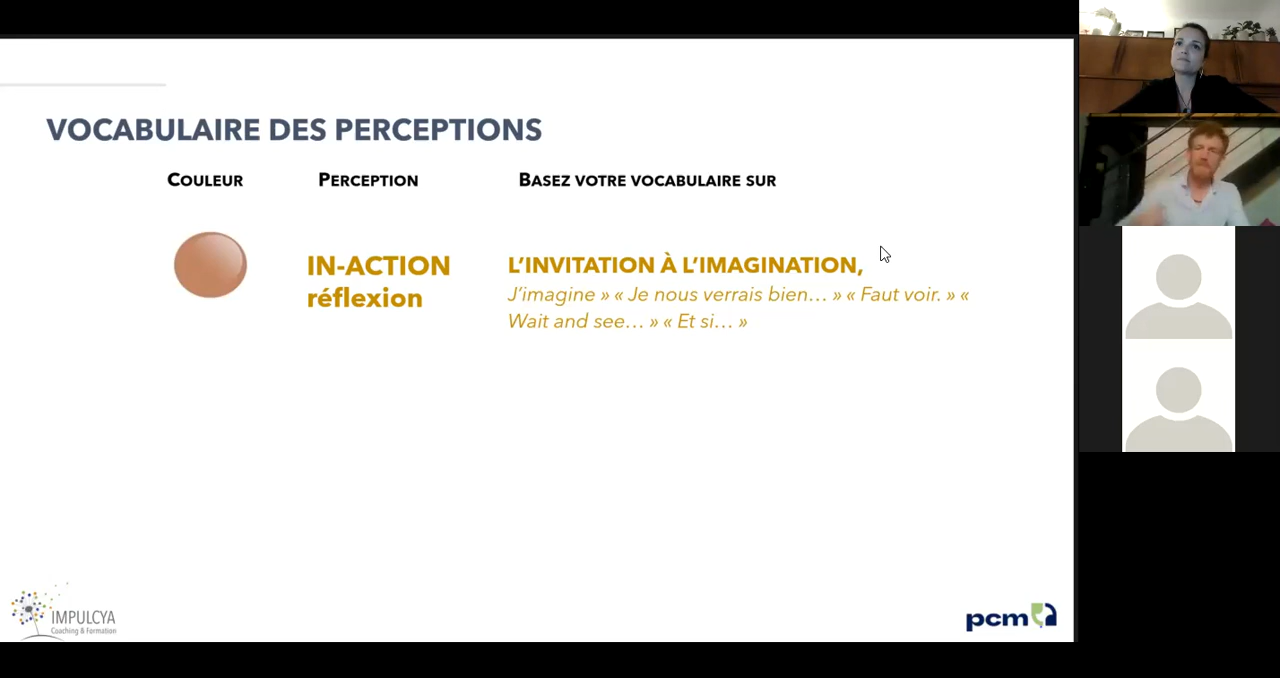 VOCABULAIRE DES PERCEPTIONS
COULEUR PERCEPTION BASEZ VOTRE VOCABULAIRE SUR
IN-ACTION
réflexion
L'INVITATION À L'IMAGINATION,
J'imagine » « Je nous verrais bien… » « Faut voir. » «
Wait and see… » « Et si… »
IMPULCYA
Coaching & Formation
pcm